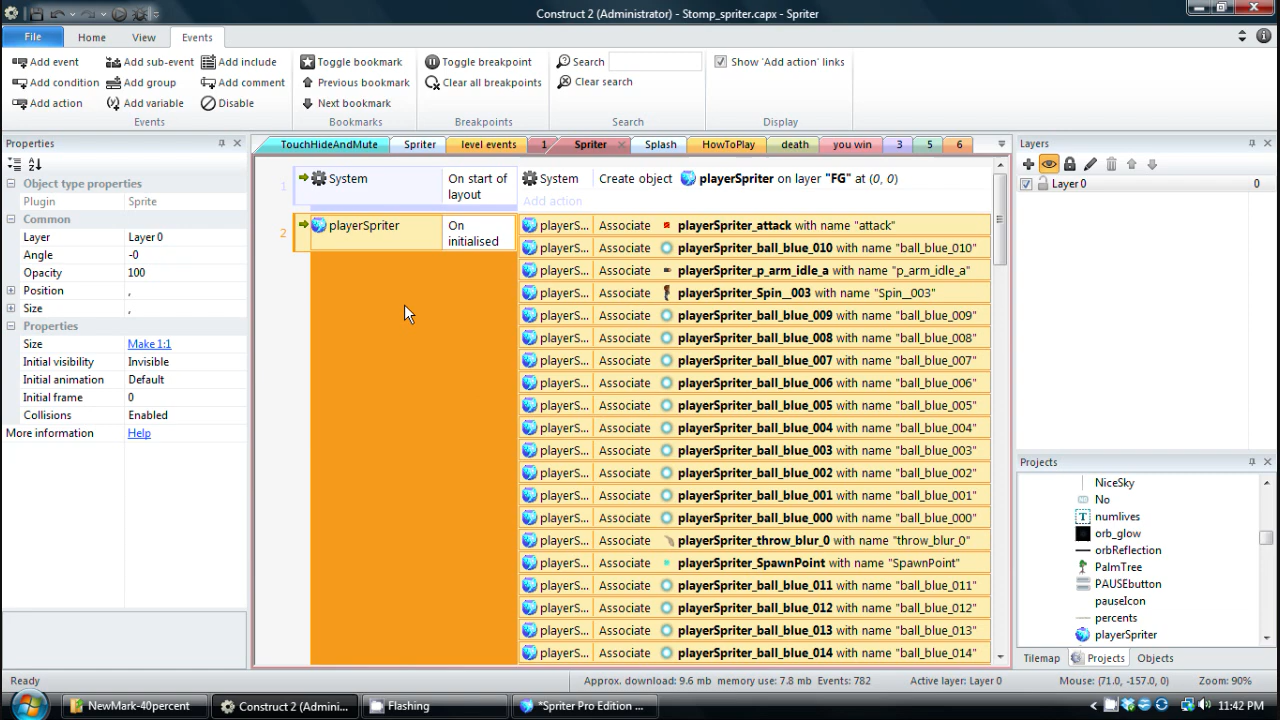 Construct 2 (Administrator) - Stomp_spriter.capx - Spriter
File Home View Events
Add event Add sub-event Add include Toggle bookmark Toggle breakpoint Search Show 'Add action' links
Add condition Add group Add comment Previous bookmark Clear all breakpoints Clear search
Add action Add variable Disable Next bookmark
Events Bookmarks Breakpoints Search Display
Properties TouchHideAndMute Spriter level events 1 Spriter Splash HowToPlay death you win 3 5 6 Layers
Object type properties
Plugin Sprite
Common
Layer Layer 0
Angle -0
Opacity 100
Position ,
Size ,
Properties
Size Make 1:1
Initial visibility Invisible
Initial animation Default
Initial frame 0
Collisions Enabled
More information Help
1 System On start of layout System Create object playerSpriter on layer "FG" at (0, 0)
Add action
2 playerSpriter On initialised
playerS... Associate playerSpriter_attack with name "attack"
playerS... Associate playerSpriter_ball_blue_010 with name "ball_blue_010"
playerS... Associate playerSpriter_p_arm_idle_a with name "p_arm_idle_a"
playerS... Associate playerSpriter_Spin__003 with name "Spin__003"
playerS... Associate playerSpriter_ball_blue_009 with name "ball_blue_009"
playerS... Associate playerSpriter_ball_blue_008 with name "ball_blue_008"
playerS... Associate playerSpriter_ball_blue_007 with name "ball_blue_007"
playerS... Associate playerSpriter_ball_blue_006 with name "ball_blue_006"
playerS... Associate playerSpriter_ball_blue_005 with name "ball_blue_005"
playerS... Associate playerSpriter_ball_blue_004 with name "ball_blue_004"
playerS... Associate playerSpriter_ball_blue_003 with name "ball_blue_003"
playerS... Associate playerSpriter_ball_blue_002 with name "ball_blue_002"
playerS... Associate playerSpriter_ball_blue_001 with name "ball_blue_001"
playerS... Associate playerSpriter_ball_blue_000 with name "ball_blue_000"
playerS... Associate playerSpriter_throw_blur_0 with name "throw_blur_0"
playerS... Associate playerSpriter_SpawnPoint with name "SpawnPoint"
playerS... Associate playerSpriter_ball_blue_011 with name "ball_blue_011"
playerS... Associate playerSpriter_ball_blue_012 with name "ball_blue_012"
playerS... Associate playerSpriter_ball_blue_013 with name "ball_blue_013"
playerS... Associate playerSpriter_ball_blue_014 with name "ball_blue_014"
Layer 0 0
Projects
NiceSky
No
numlives
orb_glow
orbReflection
PalmTree
PAUSEbutton
pauseIcon
percents
playerSpriter
Tilemap Projects Objects
Ready Approx. download: 9.6 mb memory use: 7.8 mb Events: 782 Active layer: Layer 0 Mouse: (71.0, -157.0, 0) Zoom: 90%
NewMark-40percent Construct 2 (Admini... Flashing *Spriter Pro Edition ... 11:42 PM